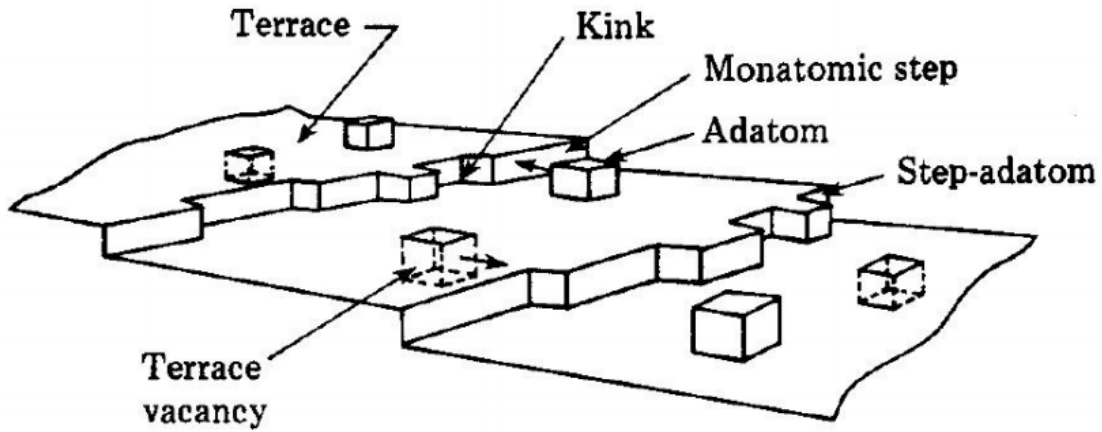 Terrace
Kink
Monatomic step
Adatom
Step-adatom
Terrace
vacancy